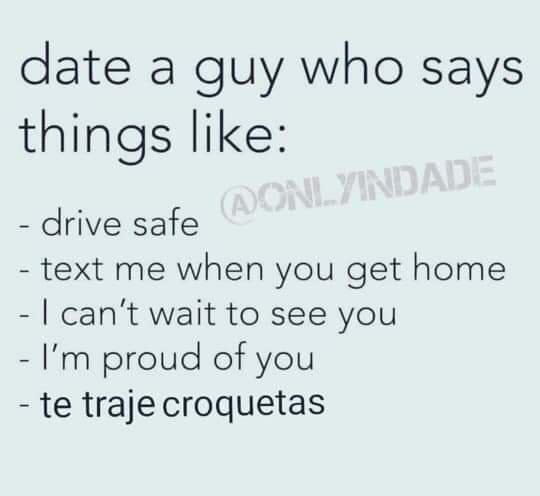 date a guy who says
things like:
@ONLYINDADE
- drive safe
- text me when you get home
- I can't wait to see you
- I'm proud of you
- te traje croquetas